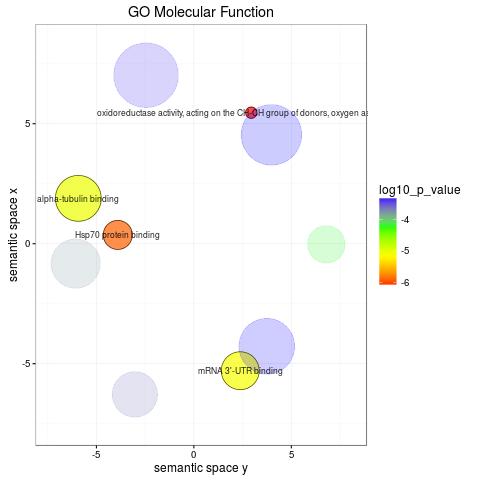 GO Molecular Function
semantic space x
5
0
-5
oxidoreductase activity, acting on the CH-OH group of donors, oxygen as
alpha-tubulin binding
Hsp70 protein binding
mRNA 3'-UTR binding
-5
0
5
semantic space y
log10_p_value
-4
-5
-6